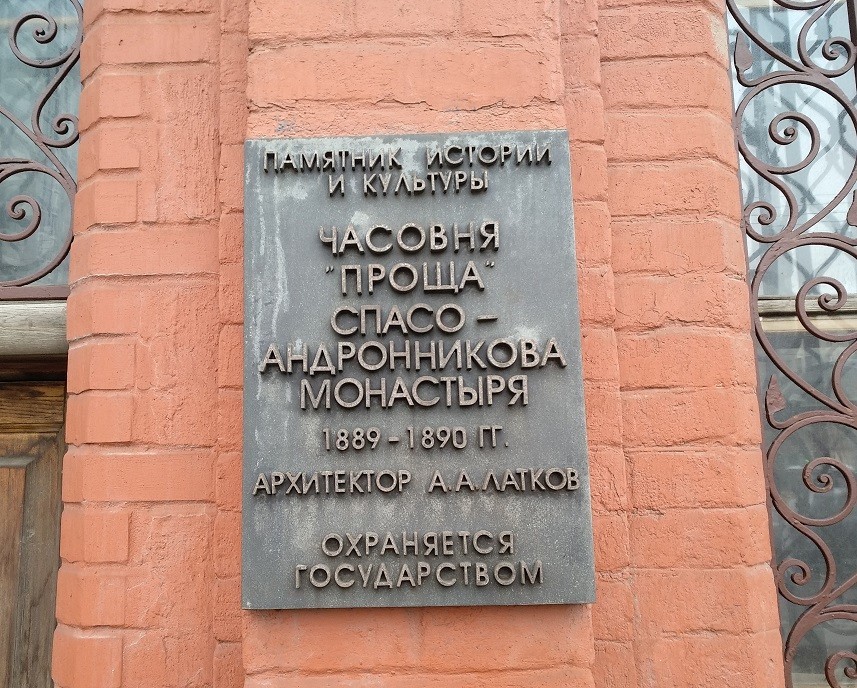 ПАМЯТНИК ИСТОРИИ
И КУЛЬТУРЫ
ЧАСОВНЯ
"ПРОЩА"
СПАСО -
АНДРОННИКОВА
МОНАСТЫРЯ
1889 - 1890 ГГ.
АРХИТЕКТОР А.А.ЛАТКОВ
ОХРАНЯЕТСЯ
ГОСУДАРСТВОМ